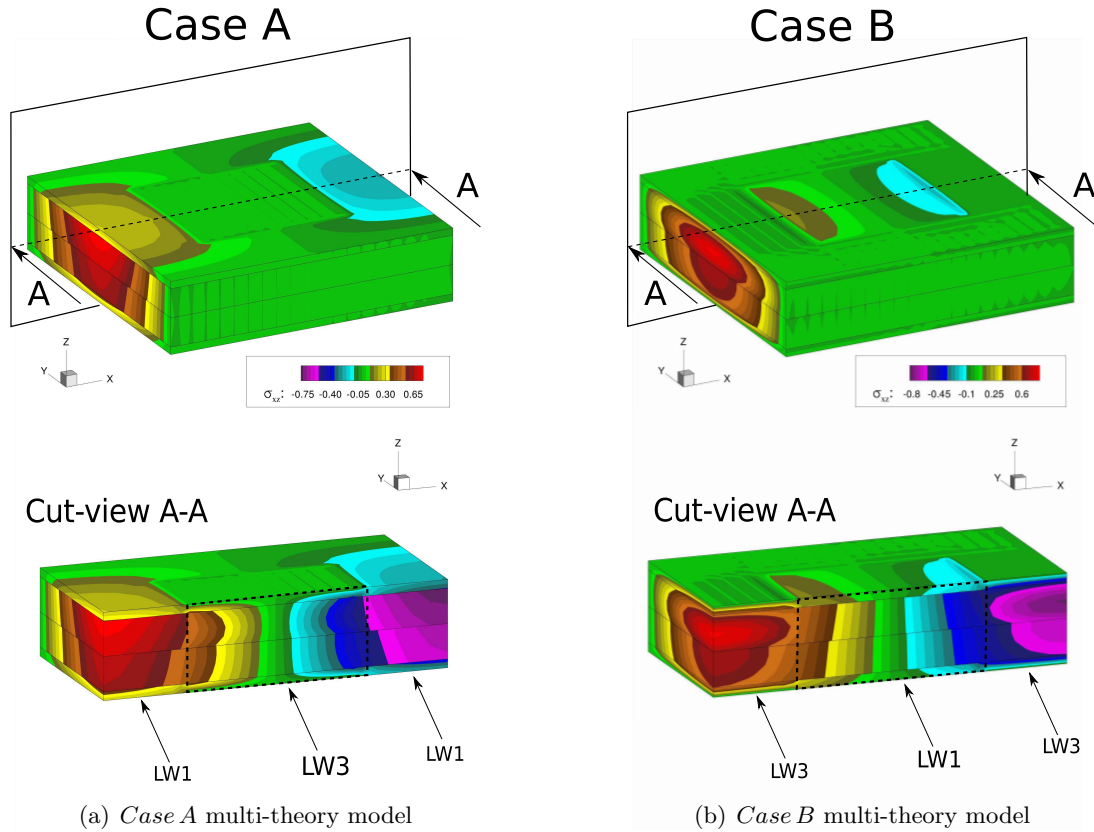 Case A
A
A
Z
Y
X
σxz: -0.75 -0.40 -0.05 0.30 0.65
Z
Y
X
Cut-view A-A
LW1
LW3
LW1
(a) Case A multi-theory model
Case B
A
A
Z
Y
X
σxz: -0.8 -0.45 -0.1 0.25 0.6
Z
Y
X
Cut-view A-A
LW3
LW1
LW3
(b) Case B multi-theory model